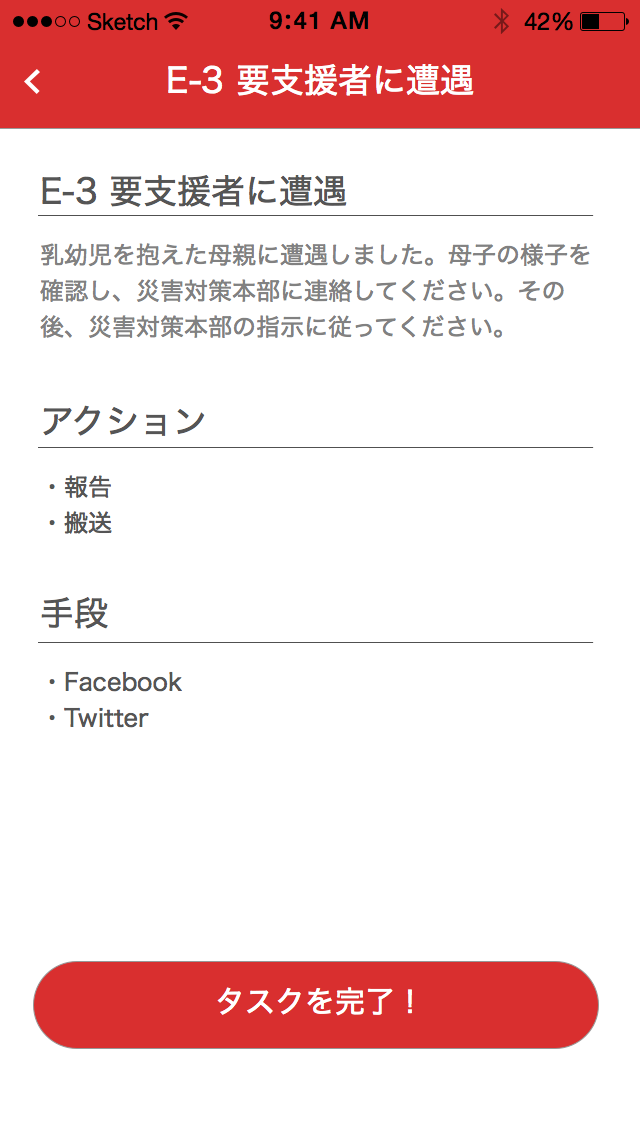 Sketch 9:41 AM 42%
E-3 要支援者に遭遇
E-3 要支援者に遭遇
乳幼児を抱えた母親に遭遇しました。母子の様子を
確認し、災害対策本部に連絡してください。その
後、災害対策本部の指示に従ってください。
アクション
・報告
・搬送
手段
・Facebook
・Twitter
タスクを完了！